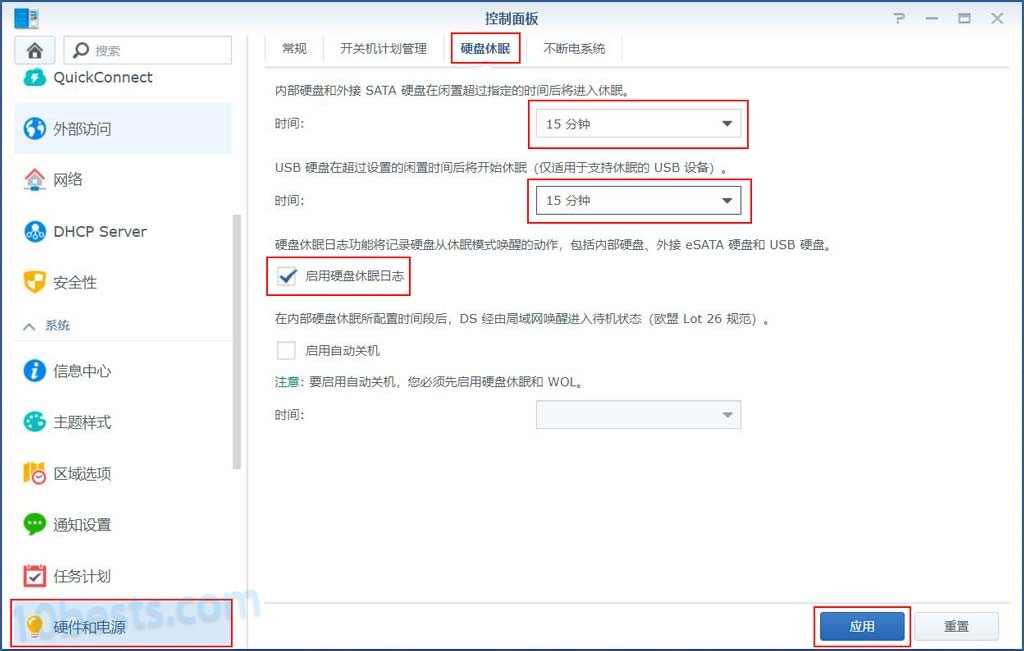 控制面板
搜索
QuickConnect
外部访问
网络
DHCP Server
安全性
系统
信息中心
主题样式
区域选项
通知设置
任务计划
硬件和电源
10bests.com
常规 开关机计划管理 硬盘休眠 不断电系统
内部硬盘和外接 SATA 硬盘在闲置超过指定的时间后将进入休眠。
时间: 15 分钟
USB 硬盘在超过设置的闲置时间后将开始休眠（仅适用于支持休眠的 USB 设备）。
时间: 15 分钟
硬盘休眠日志功能将记录硬盘从休眠模式唤醒的动作，包括内部硬盘、外接 eSATA 硬盘和 USB 硬盘。
启用硬盘休眠日志
在内部硬盘休眠所配置时间段后，DS 经由局域网唤醒进入待机状态（欧盟 Lot 26 规范）。
启用自动关机
注意: 要启用自动关机，您必须先启用硬盘休眠和 WOL。
时间:
应用 重置